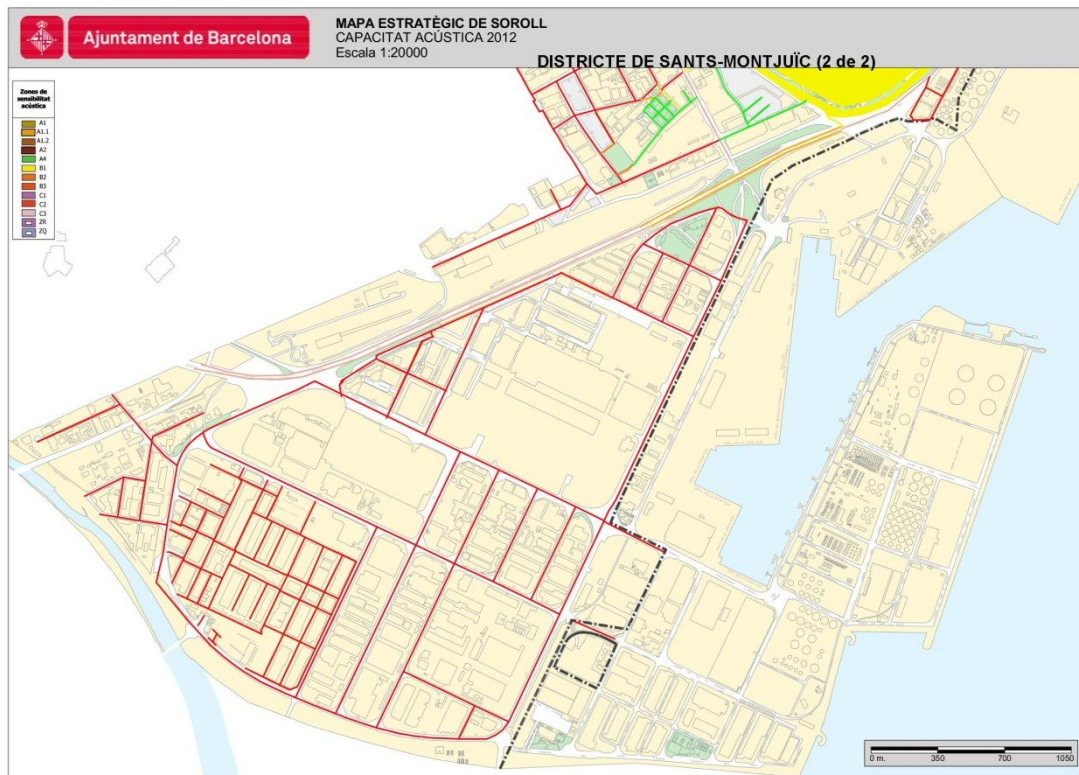 Ajuntament de Barcelona
MAPA ESTRATÈGIC DE SOROLL
CAPACITAT ACÚSTICA 2012
Escala 1:20000
DISTRICTE DE SANTS-MONTJUÏC (2 de 2)
Zones de
sensibilitat
acústica
A1
A1.1
A1.2
A2
A4
B1
B2
B3
C1
C2
C3
ZR
ZQ
0 m. 350 700 1050